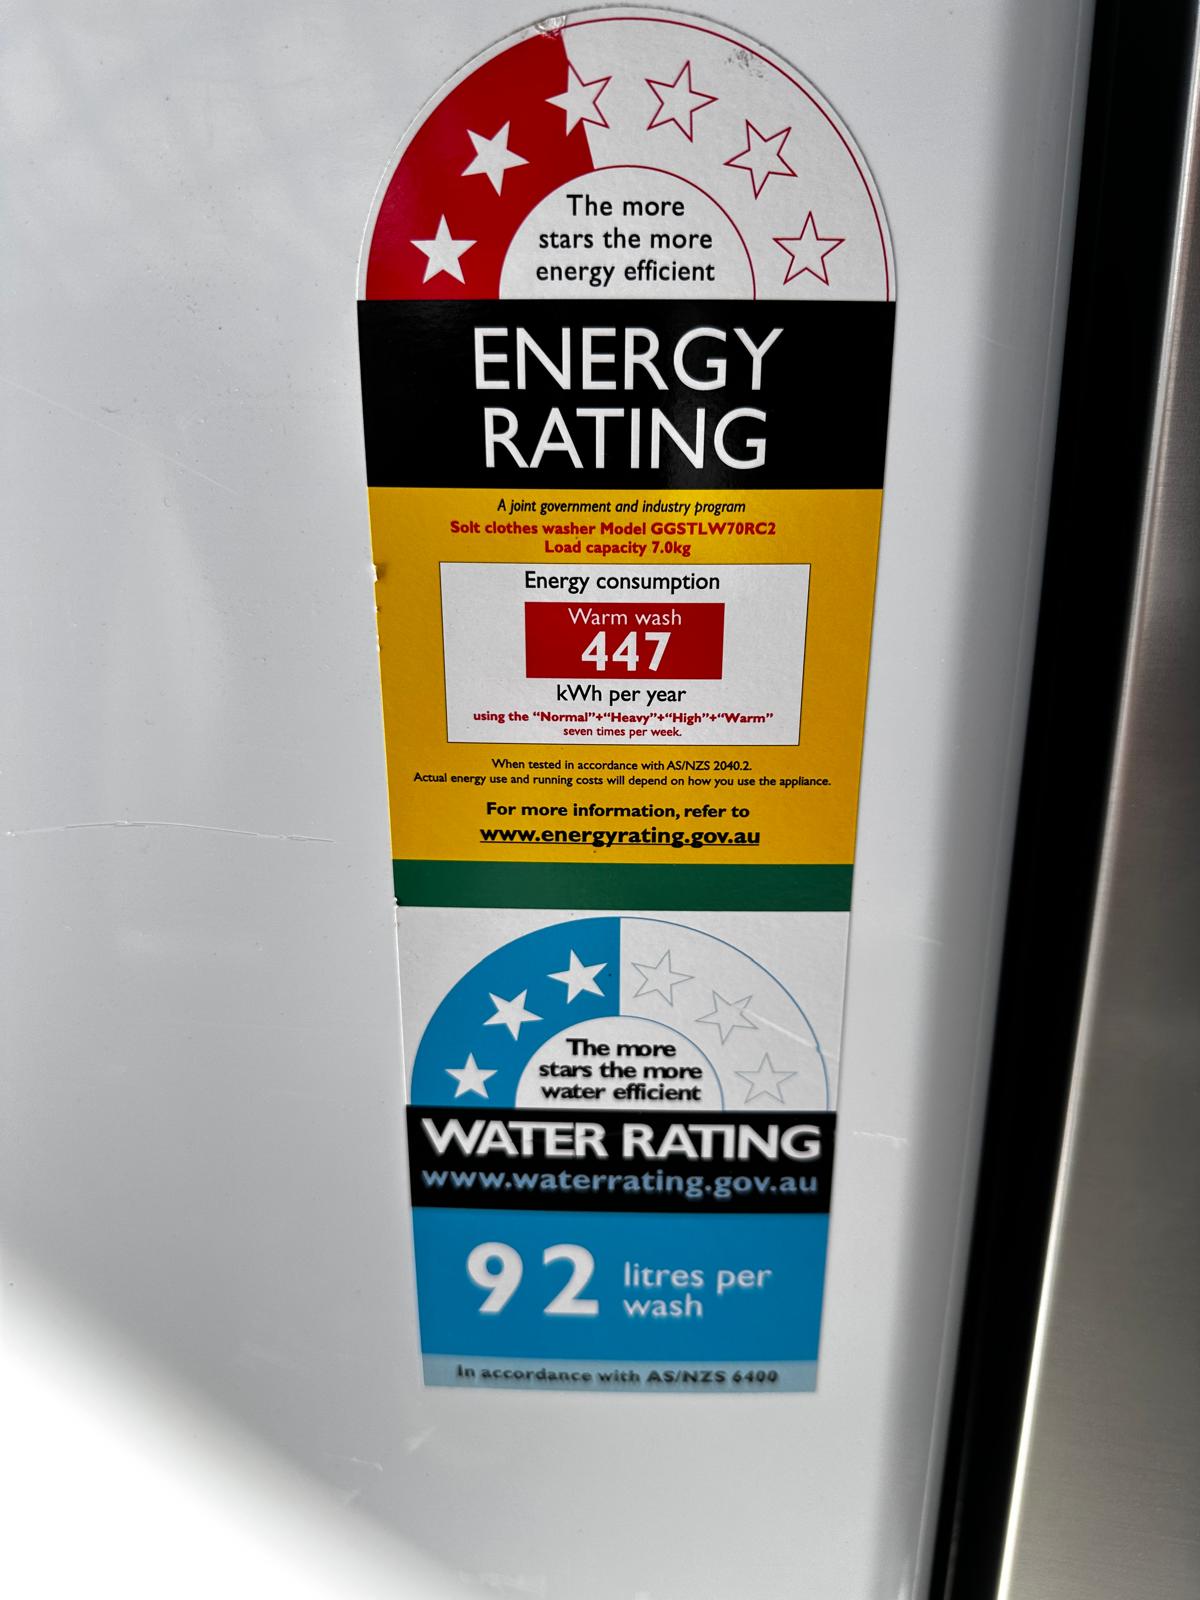 The more
stars the more
energy efficient
ENERGY
RATING
A joint government and industry program
Solt clothes washer Model GGSTLW70RC2
Load capacity 7.0kg
Energy consumption
Warm wash
447
kWh per year
using the “Normal”+“Heavy”+“High”+“Warm”
seven times per week.
When tested in accordance with AS/NZS 2040.2.
Actual energy use and running costs will depend on how you use the appliance.
For more information, refer to
www.energyrating.gov.au
The more
stars the more
water efficient
WATER RATING
www.waterrating.gov.au
92 litres per
wash
In accordance with AS/NZS 6400